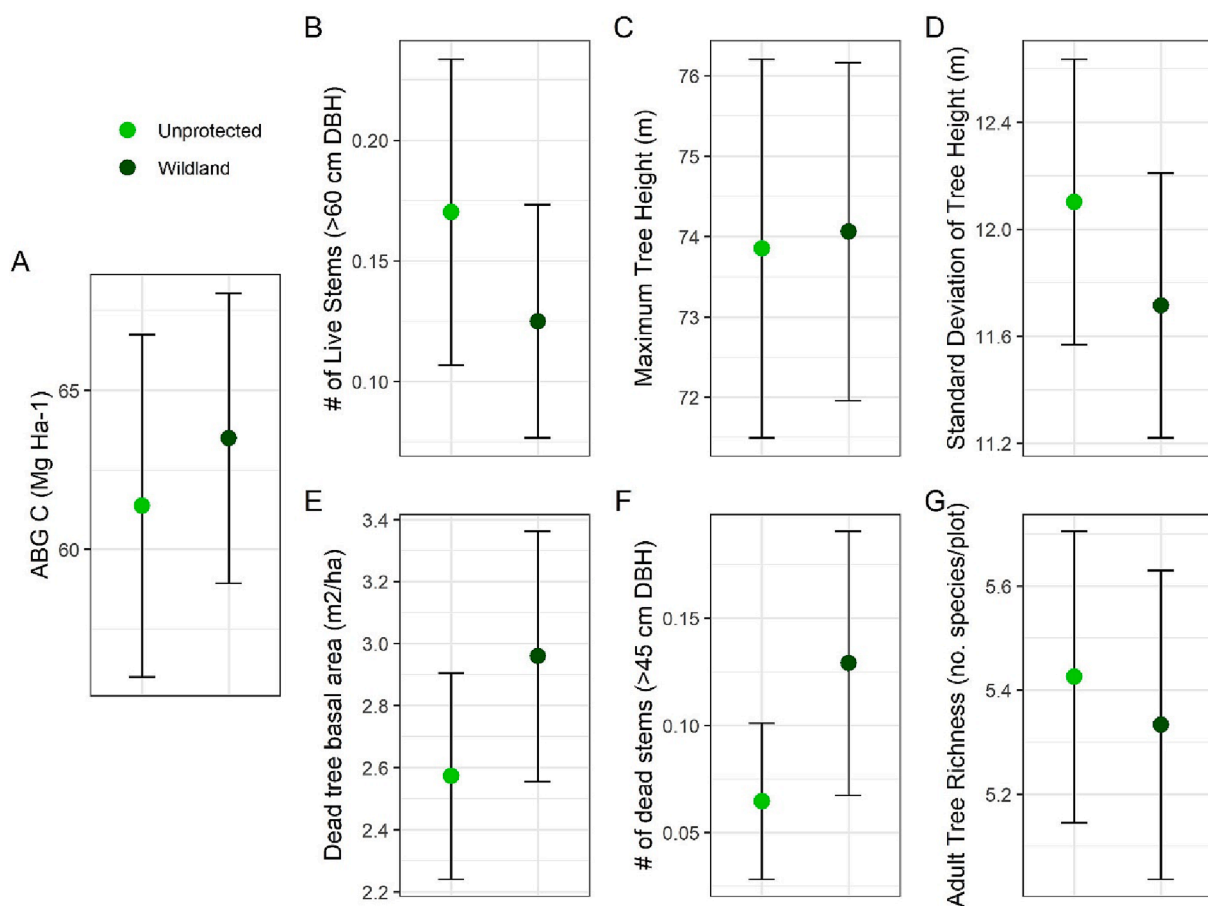 Unprotected
Wildland
A
ABG C (Mg Ha-1)
65
60
B
# of Live Stems (>60 cm DBH)
0.20
0.15
0.10
C
Maximum Tree Height (m)
76
75
74
73
72
D
Standard Deviation of Tree Height (m)
12.4
12.0
11.6
11.2
E
Dead tree basal area (m2/ha)
3.4
3.2
3.0
2.8
2.6
2.4
2.2
F
# of dead stems (>45 cm DBH)
0.15
0.10
0.05
G
Adult Tree Richness (no. species/plot)
5.6
5.4
5.2